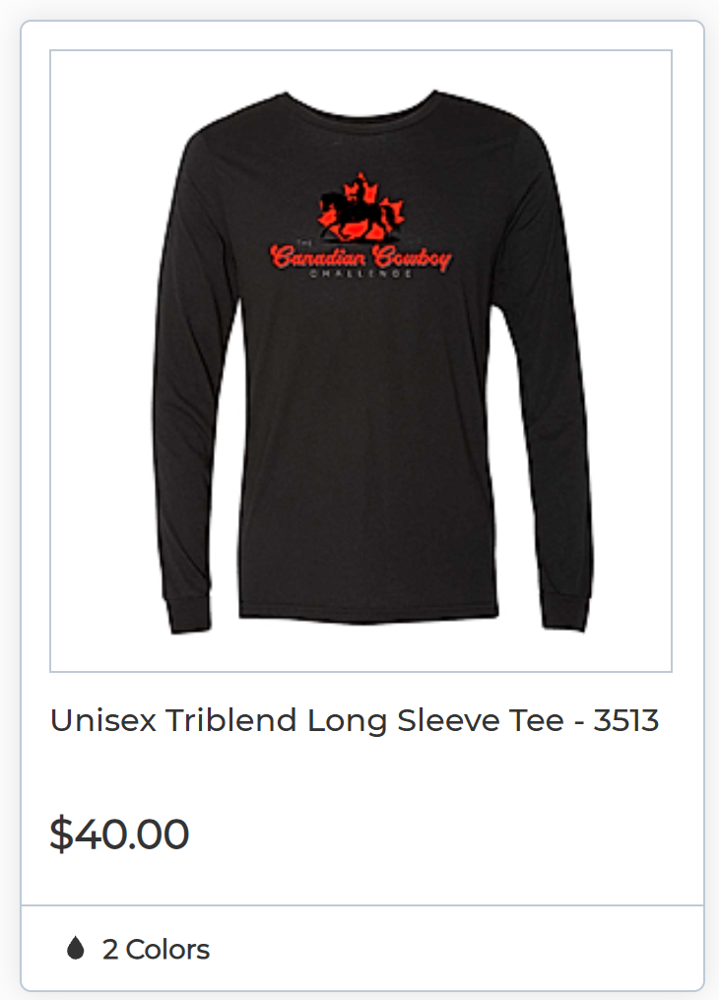 THE
Canadian Cowboy
CHALLENGE
Unisex Triblend Long Sleeve Tee - 3513
$40.00
2 Colors